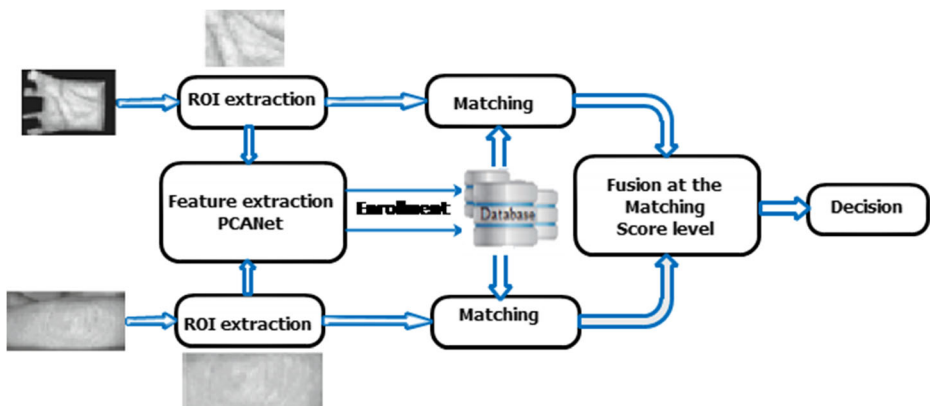 ROI extraction
Matching
Feature extraction
PCANet
Enrollment
Database
Fusion at the
Matching
Score level
Decision
ROI extraction
Matching